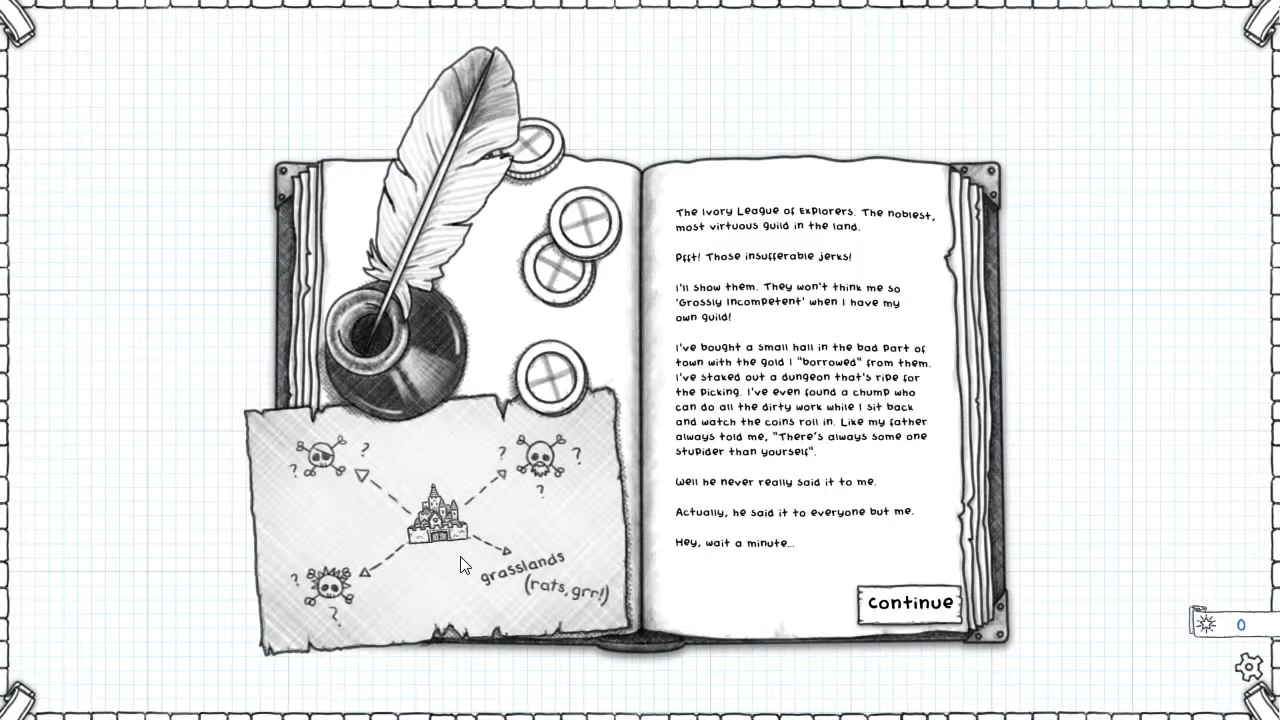 The Ivory League of Explorers. The noblest,
most virtuous guild in the land.
Pfft! Those insufferable jerks!
I'll show them. They won't think me so
'Grossly Incompetent' when I have my
own guild!
I've bought a small hall in the bad part of
town with the gold I "borrowed" from them.
I've staked out a dungeon that's ripe for
the picking. I've even found a chump who
can do all the dirty work while I sit back
and watch the coins roll in. Like my father
always told me, "There's always some one
stupider than yourself".
Well he never really said it to me.
Actually, he said it to everyone but me.
Hey, wait a minute...
? ?
? ? ?
grasslands
(rats, grr!)
? ?
continue
0